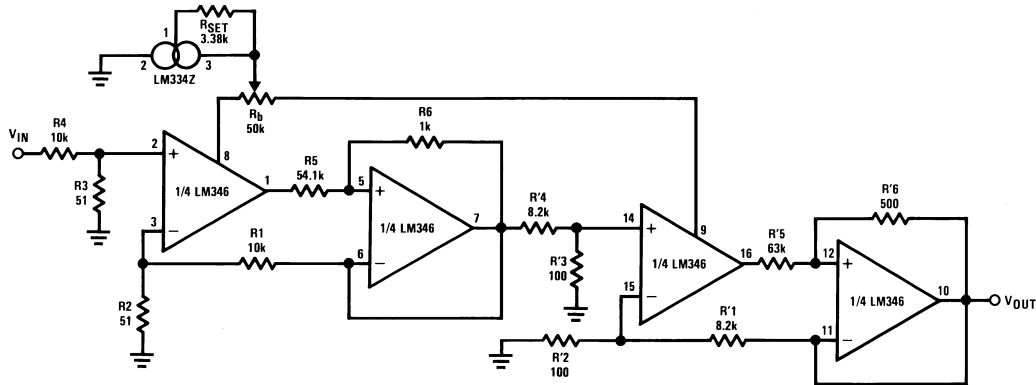 1
RSET
3.38k
2
3
LM334Z
VIN
R4
10k
Rb
50k
R6
1k
2
+
8
1/4 LM346
1
R3
51
3
−
R5
54.1k
5
+
1/4 LM346
7
6
−
R1
10k
R2
51
R'4
8.2k
14
+
9
1/4 LM346
16
R'3
100
15
−
R'5
63k
R'6
500
12
+
1/4 LM346
10
VOUT
11
−
R'1
8.2k
R'2
100